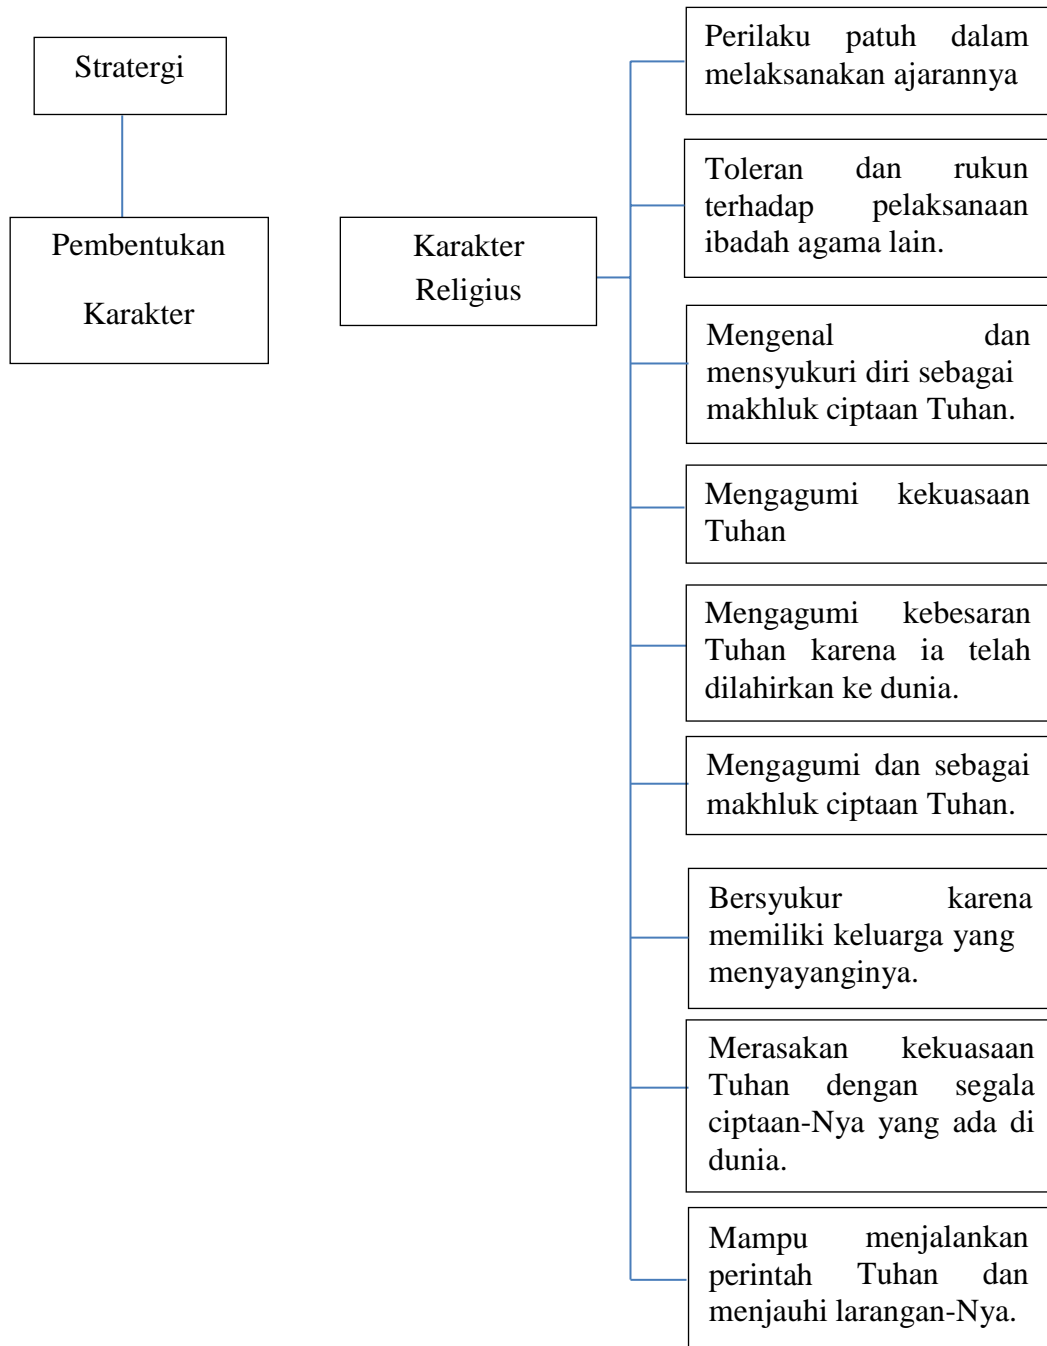 Stratergi
Pembentukan
Karakter
Karakter
Religius
Perilaku patuh dalam
melaksanakan ajarannya
Toleran dan rukun
terhadap pelaksanaan
ibadah agama lain.
Mengenal dan
mensyukuri diri sebagai
makhluk ciptaan Tuhan.
Mengagumi kekuasaan
Tuhan
Mengagumi kebesaran
Tuhan karena ia telah
dilahirkan ke dunia.
Mengagumi dan sebagai
makhluk ciptaan Tuhan.
Bersyukur karena
memiliki keluarga yang
menyayanginya.
Merasakan kekuasaan
Tuhan dengan segala
ciptaan-Nya yang ada di
dunia.
Mampu menjalankan
perintah Tuhan dan
menjauhi larangan-Nya.